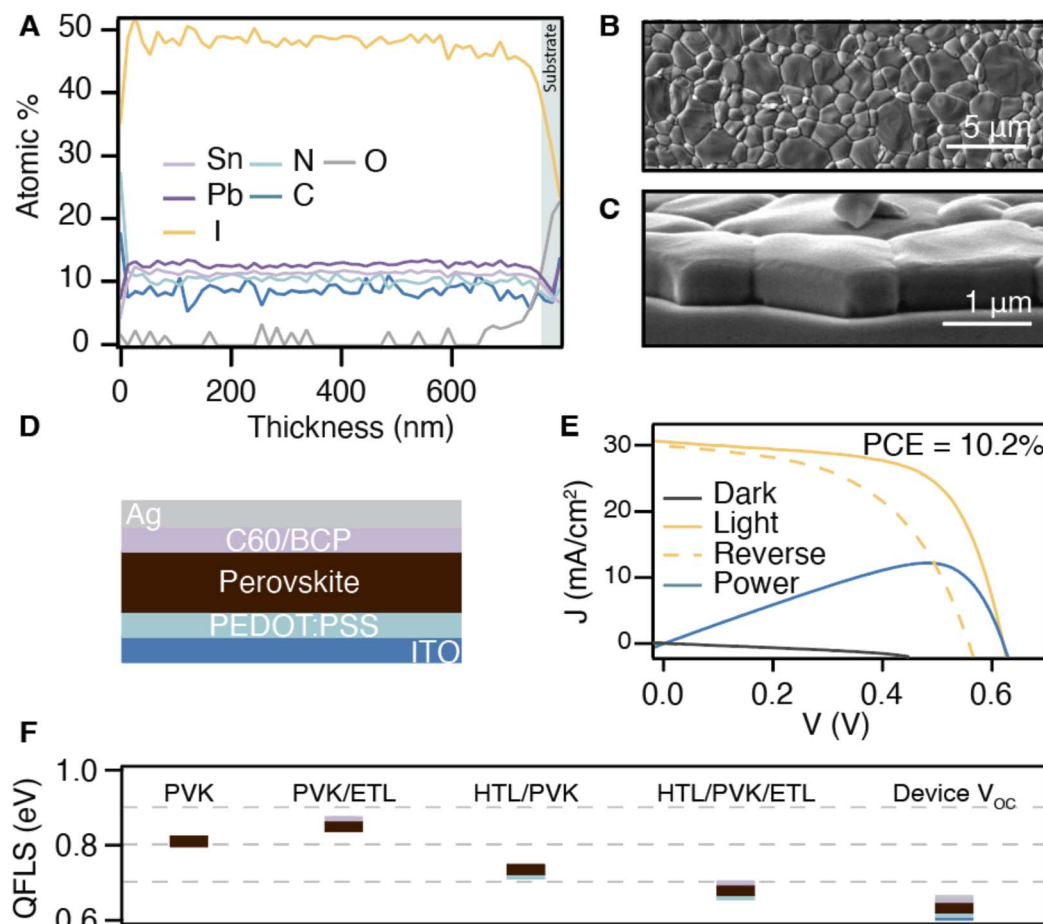 A
50
40
30
20
10
0
Atomic %
Substrate
Sn
N
O
Pb
C
I
0
200
400
600
Thickness (nm)
B
5 μm
C
1 μm
D
Ag
C60/BCP
Perovskite
PEDOT:PSS
ITO
E
PCE = 10.2%
30
20
10
0
J (mA/cm²)
Dark
Light
Reverse
Power
0.0
0.2
0.4
0.6
V (V)
F
1.0
0.8
0.6
QFLS (eV)
PVK
PVK/ETL
HTL/PVK
HTL/PVK/ETL
Device V_OC